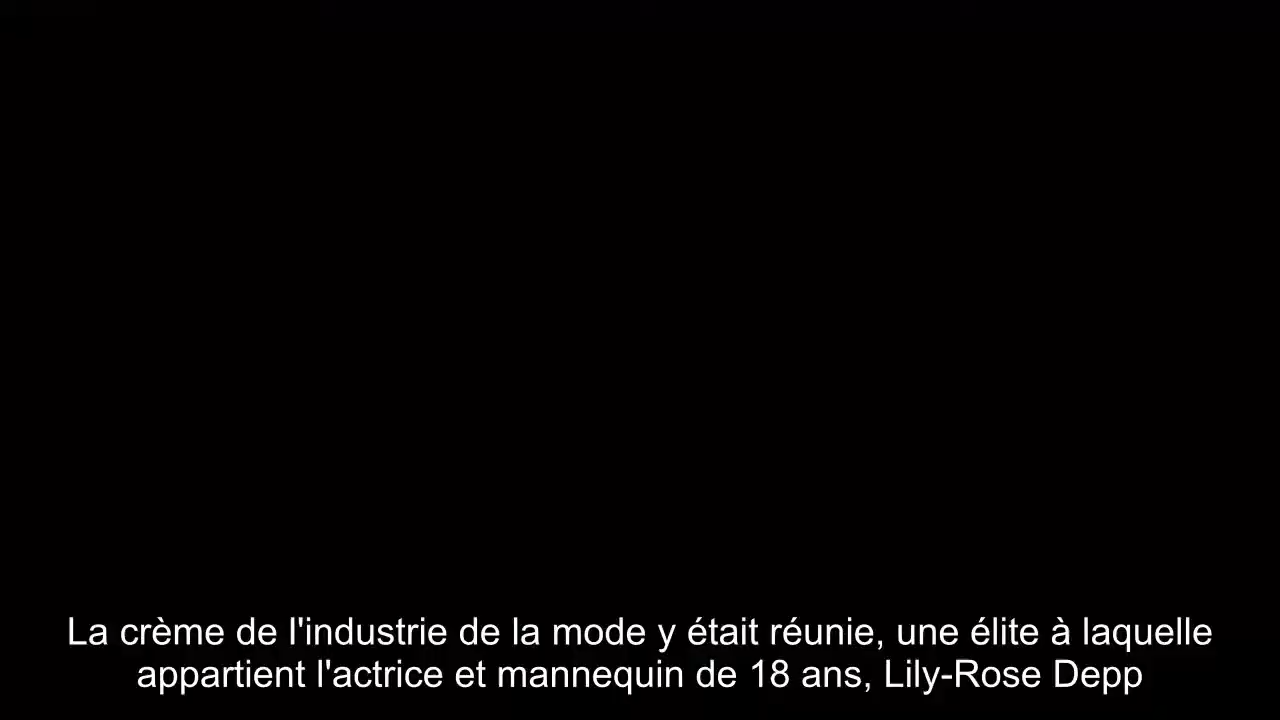 La crème de l'industrie de la mode y était réunie, une élite à laquelle
appartient l'actrice et mannequin de 18 ans, Lily-Rose Depp